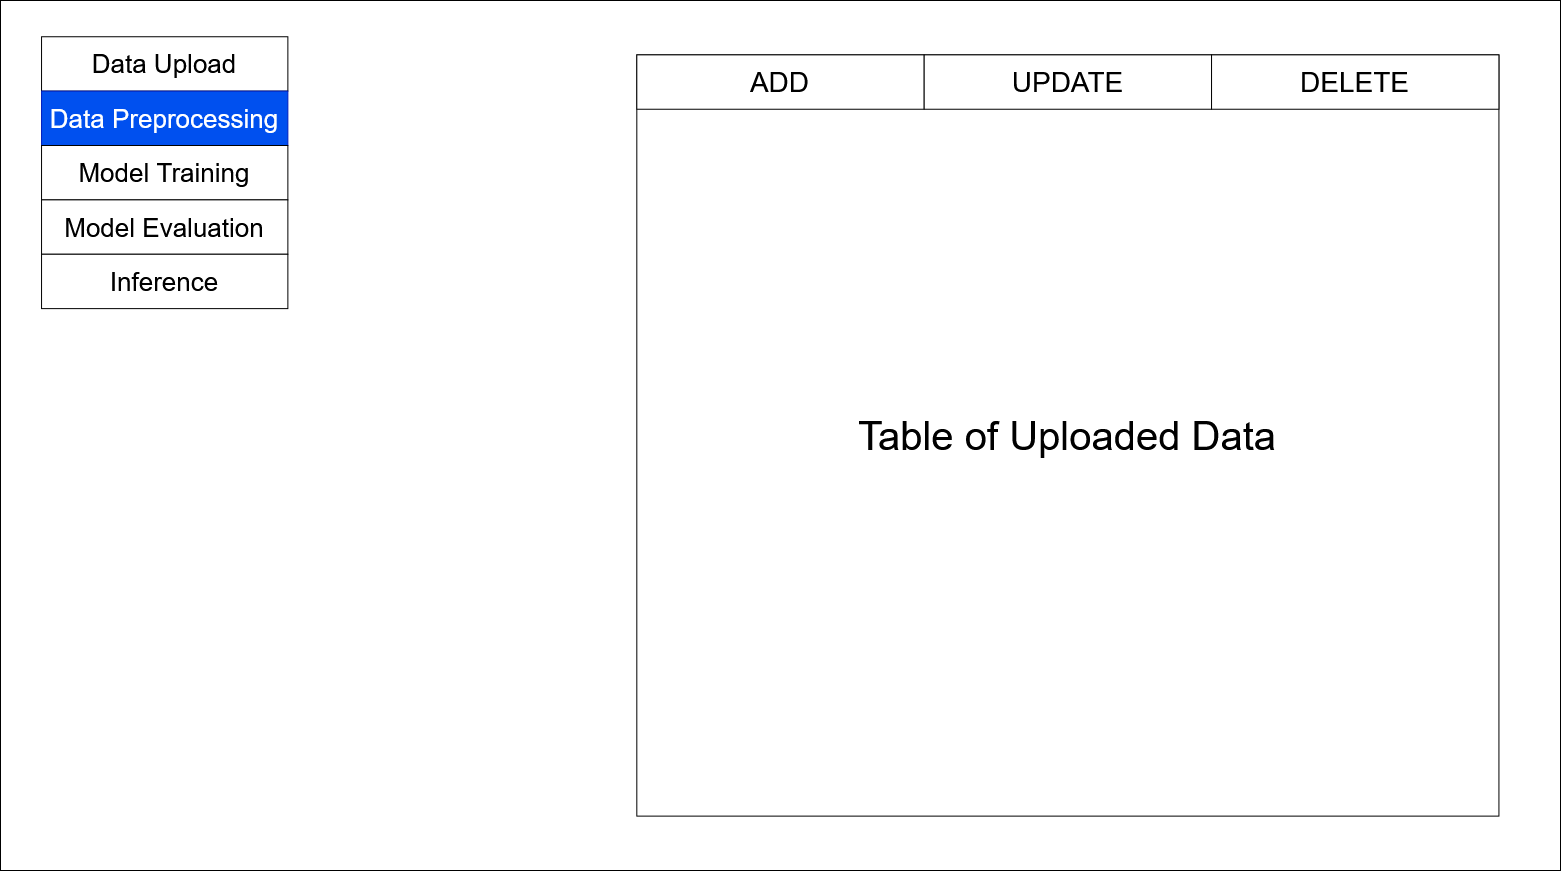 Data Upload
Data Preprocessing
Model Training
Model Evaluation
Inference
ADD
UPDATE
DELETE
Table of Uploaded Data